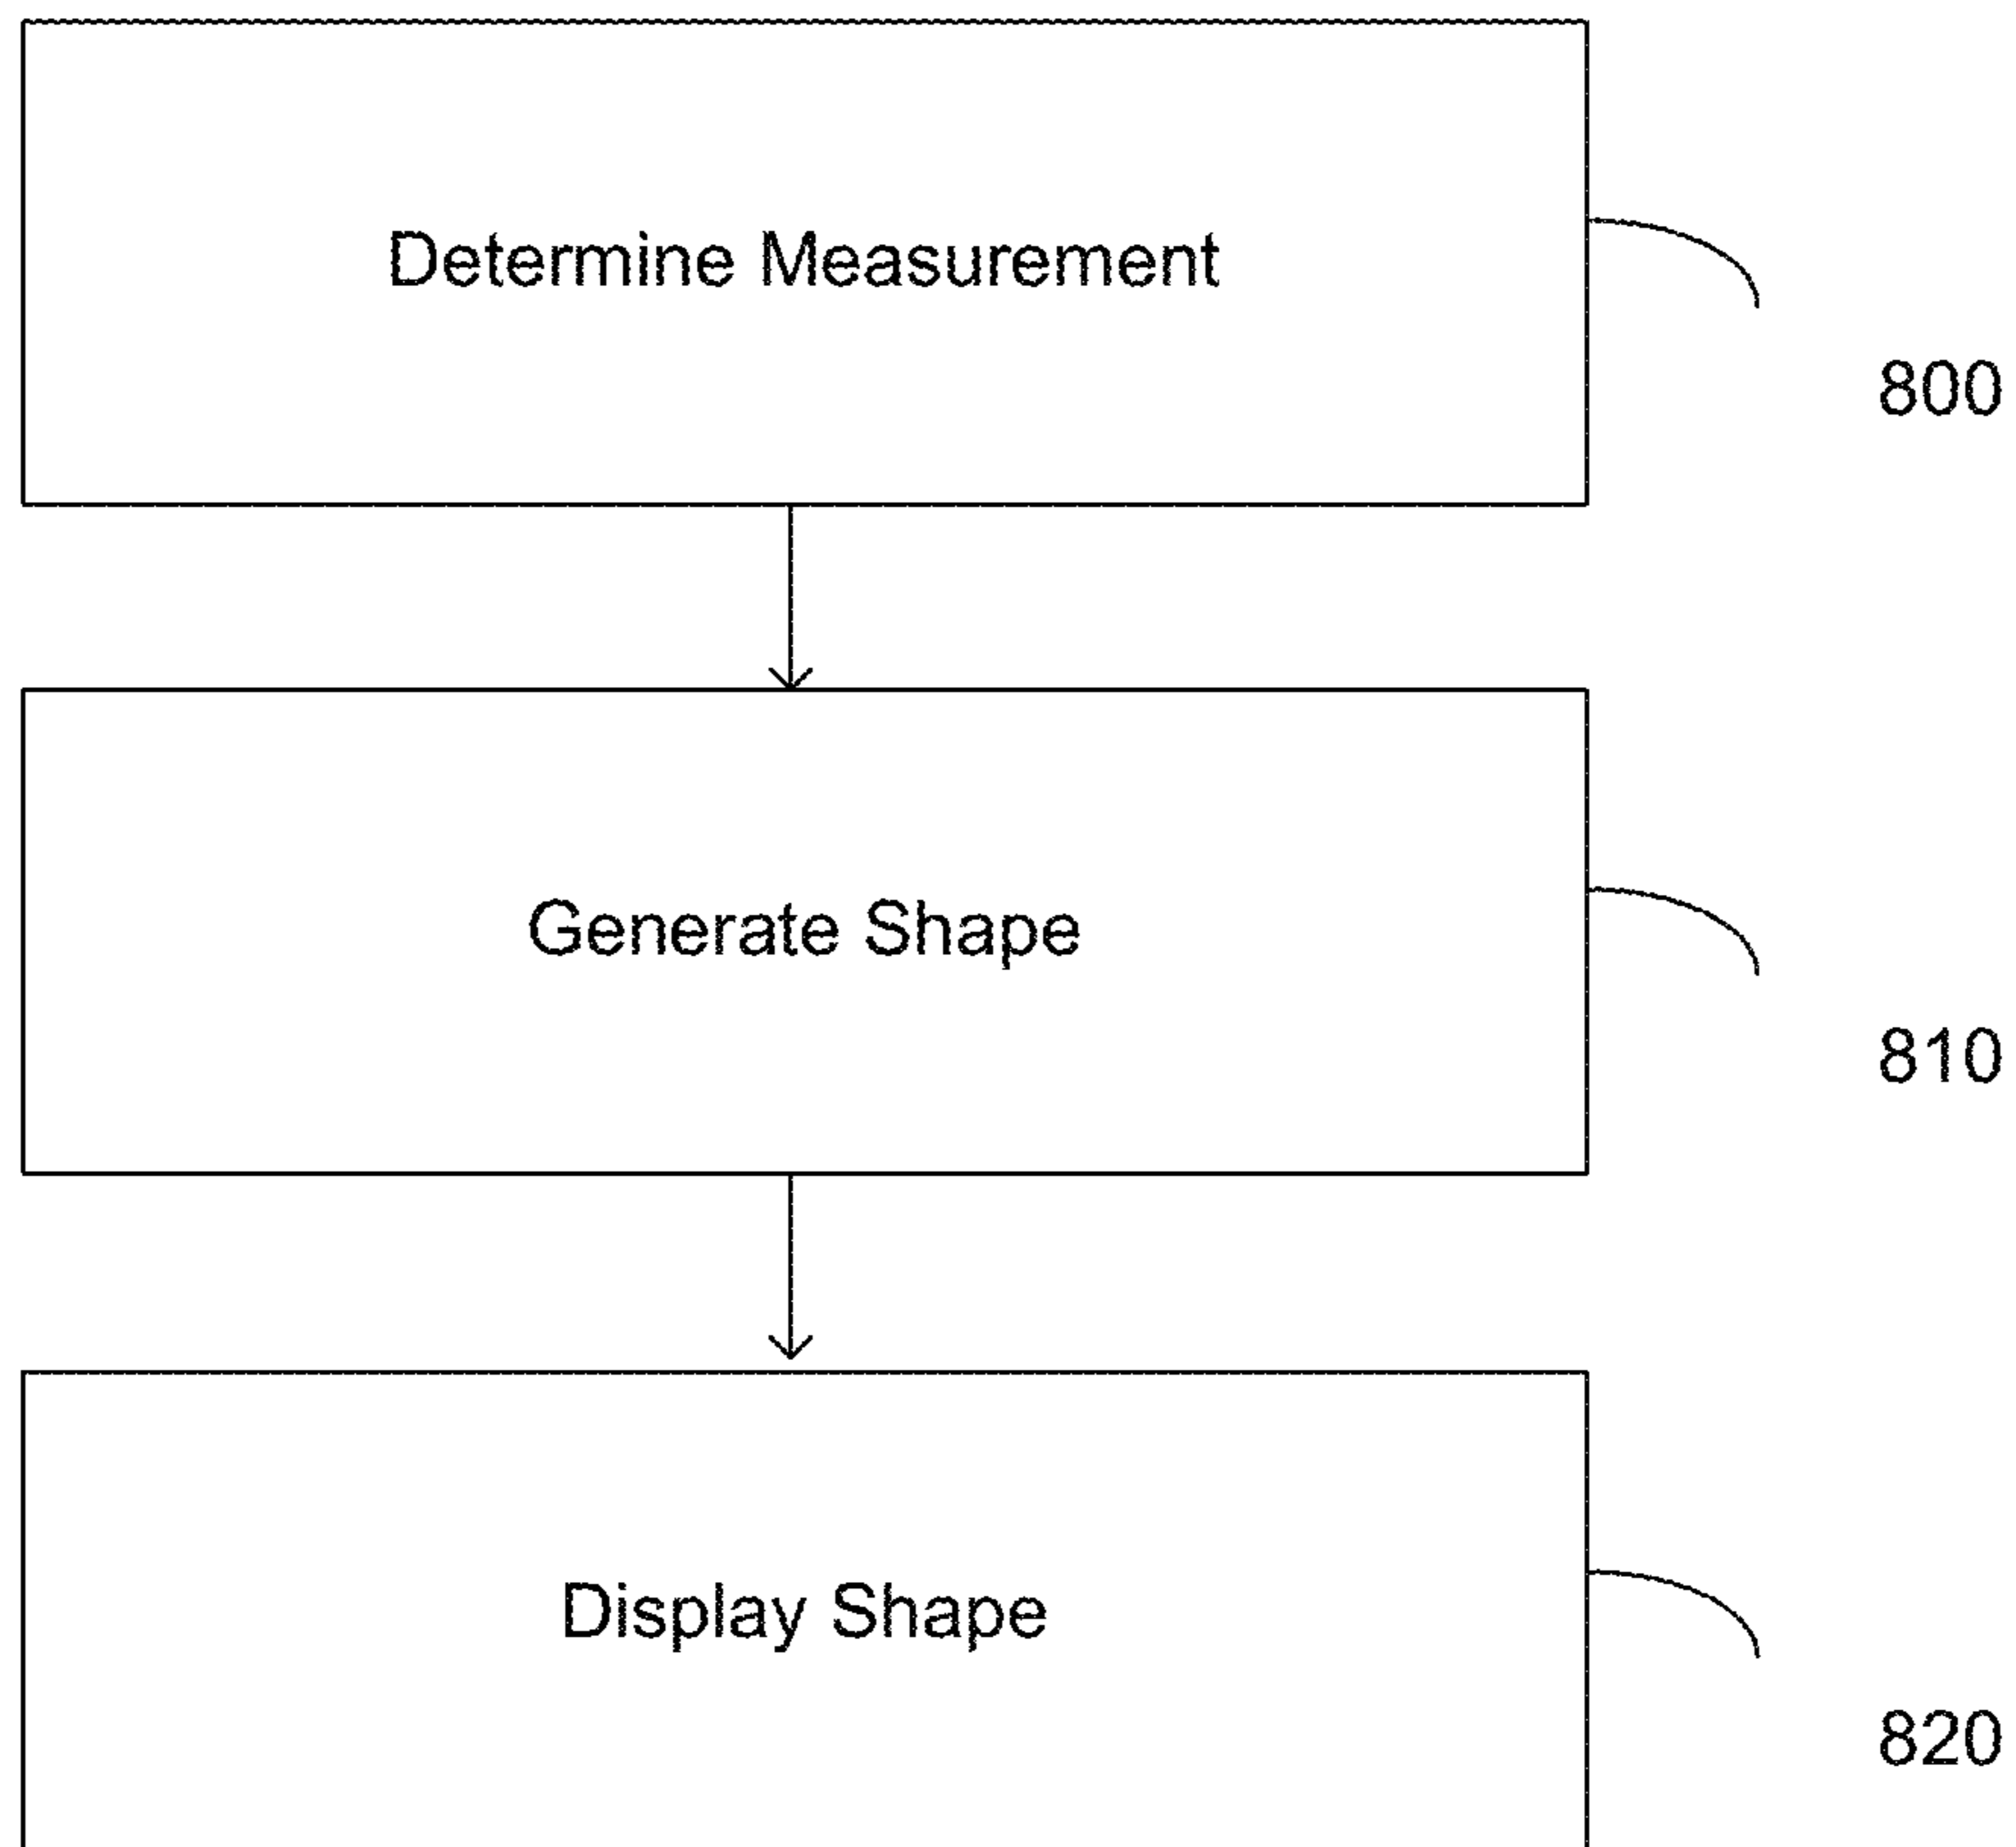 Determine Measurement
800
Generate Shape
810
Display Shape
820